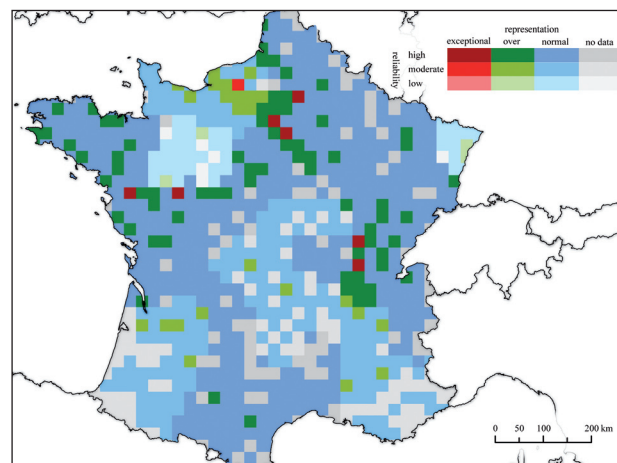 representation
exceptional over normal no data
reliability
high
moderate
low
0 50 100 200 km